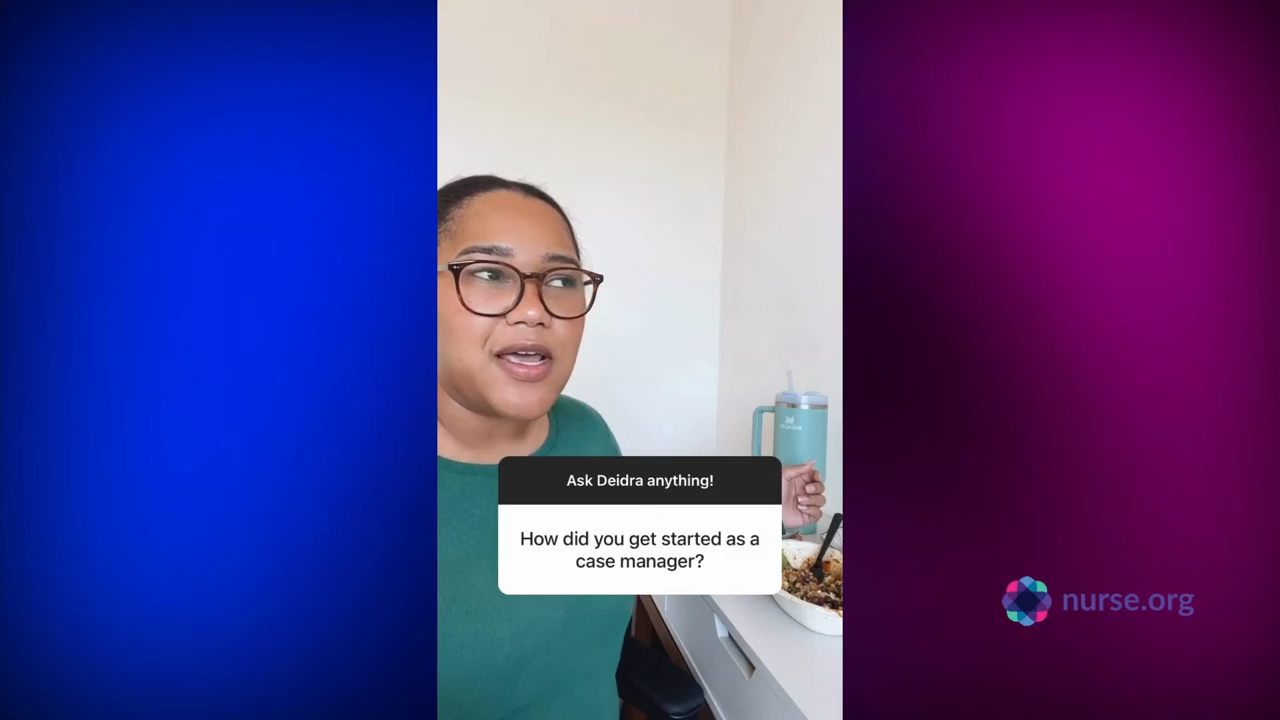 Ask Deidra anything!
How did you get started as a
case manager?
nurse.org